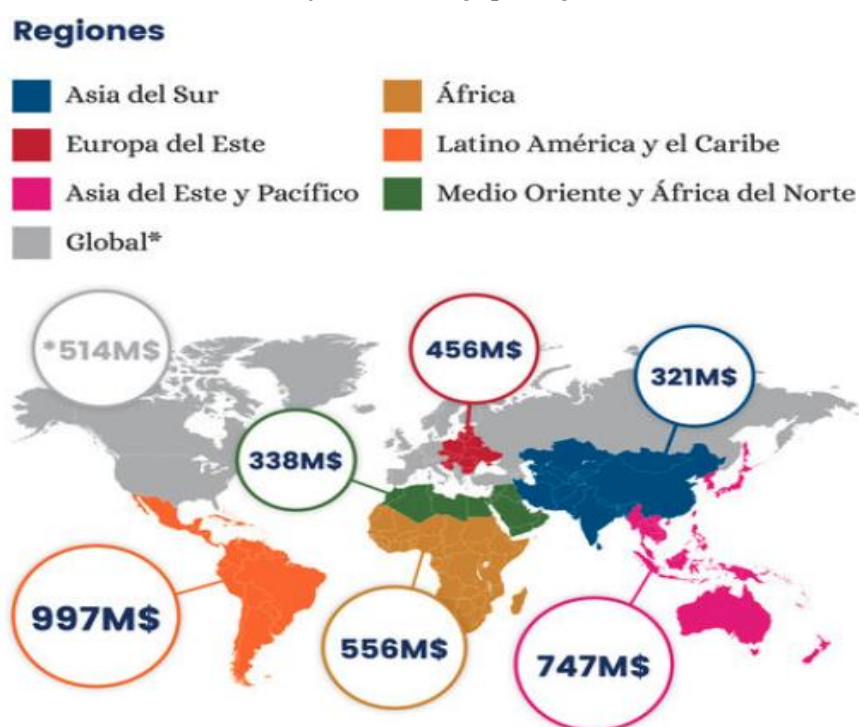 Regiones
Asia del Sur
África
Europa del Este
Latino América y el Caribe
Asia del Este y Pacífico
Medio Oriente y África del Norte
Global*
*514M$
456M$
321M$
338M$
997M$
556M$
747M$